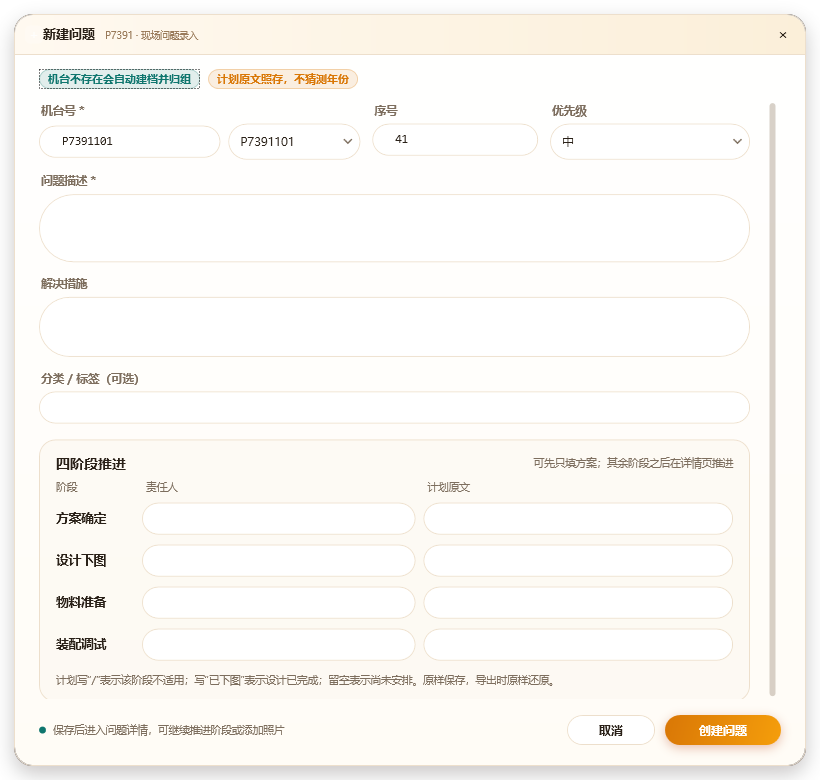 新建问题 P7391 · 现场问题录入 ×
机台不存在会自动建档并归组 计划原文照存，不猜测年份
机台号 * 序号 优先级
P7391101 P7391101 41 中
问题描述 *
解决措施
分类 / 标签（可选）
四阶段推进 可先只填方案；其余阶段之后在详情页推进
阶段 责任人 计划原文
方案确定
设计下图
物料准备
装配调试
计划写"/"表示该阶段不适用；写"已下图"表示设计已完成；留空表示尚未安排。原样保存，导出时原样还原。
保存后进入问题详情，可继续推进阶段或添加照片 取消 创建问题